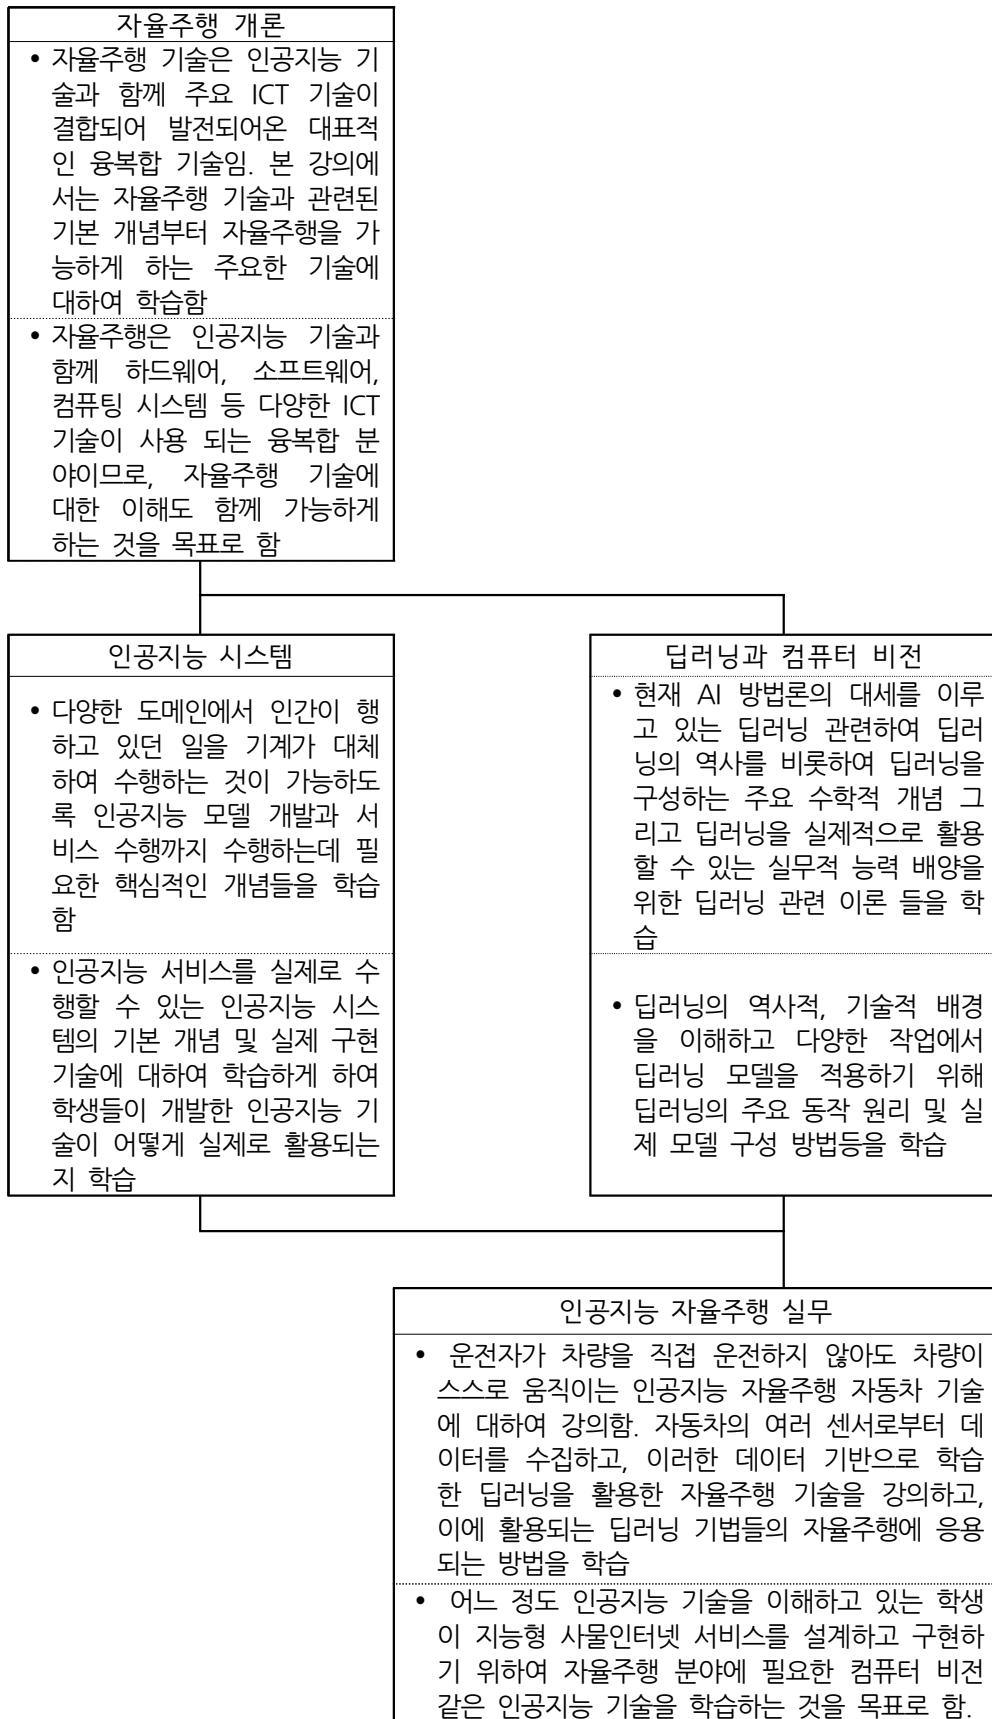 자율주행 개론
• 자율주행 기술은 인공지능 기
술과 함께 주요 ICT 기술이
결합되어 발전되어온 대표적
인 융복합 기술임. 본 강의에
서는 자율주행 기술과 관련된
기본 개념부터 자율주행을 가
능하게 하는 주요한 기술에
대하여 학습함
• 자율주행은 인공지능 기술과
함께 하드웨어, 소프트웨어,
컴퓨팅 시스템 등 다양한 ICT
기술이 사용 되는 융복합 분
야이므로, 자율주행 기술에
대한 이해도 함께 가능하게
하는 것을 목표로 함
인공지능 시스템
• 다양한 도메인에서 인간이 행
하고 있던 일을 기계가 대체
하여 수행하는 것이 가능하도
록 인공지능 모델 개발과 서
비스 수행까지 수행하는데 필
요한 핵심적인 개념들을 학습
함
• 인공지능 서비스를 실제로 수
행할 수 있는 인공지능 시스
템의 기본 개념 및 실제 구현
기술에 대하여 학습하게 하여
학생들이 개발한 인공지능 기
술이 어떻게 실제로 활용되는
지 학습
딥러닝과 컴퓨터 비전
• 현재 AI 방법론의 대세를 이루
고 있는 딥러닝 관련하여 딥러
닝의 역사를 비롯하여 딥러닝을
구성하는 주요 수학적 개념 그
리고 딥러닝을 실제적으로 활용
할 수 있는 실무적 능력 배양을
위한 딥러닝 관련 이론 들을 학
습
• 딥러닝의 역사적, 기술적 배경
을 이해하고 다양한 작업에서
딥러닝 모델을 적용하기 위해
딥러닝의 주요 동작 원리 및 실
제 모델 구성 방법등을 학습
인공지능 자율주행 실무
• 운전자가 차량을 직접 운전하지 않아도 차량이
스스로 움직이는 인공지능 자율주행 자동차 기술
에 대하여 강의함. 자동차의 여러 센서로부터 데
이터를 수집하고, 이러한 데이터 기반으로 학습
한 딥러닝을 활용한 자율주행 기술을 강의하고,
이에 활용되는 딥러닝 기법들의 자율주행에 응용
되는 방법을 학습
• 어느 정도 인공지능 기술을 이해하고 있는 학생
이 지능형 사물인터넷 서비스를 설계하고 구현하
기 위하여 자율주행 분야에 필요한 컴퓨터 비전
같은 인공지능 기술을 학습하는 것을 목표로 함.